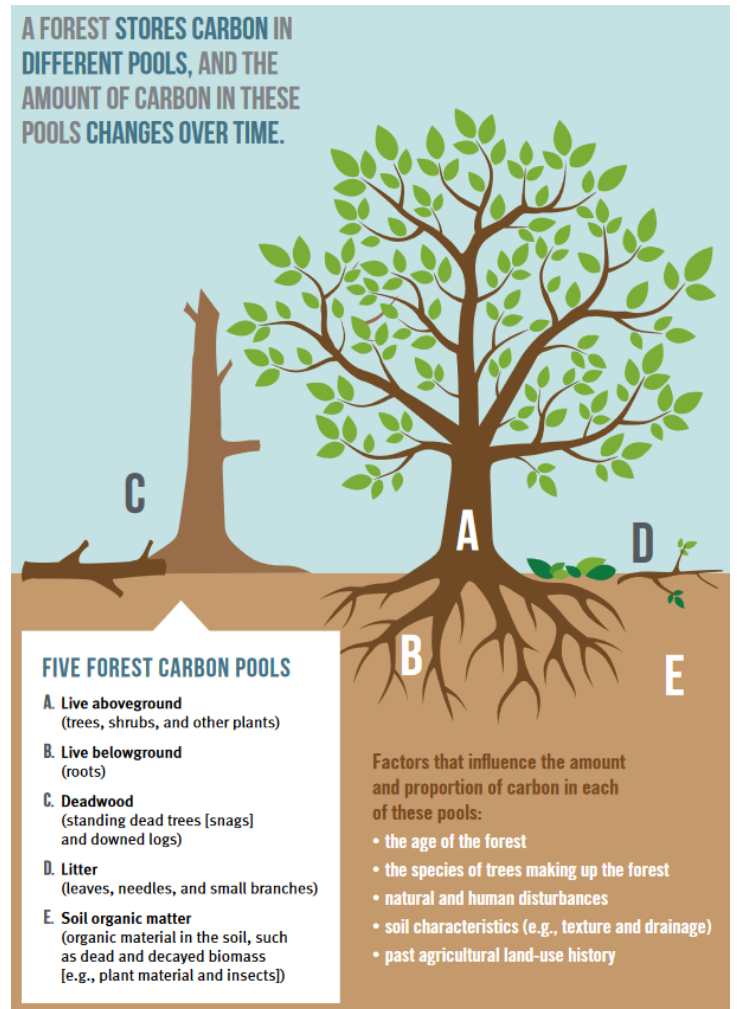 A FOREST STORES CARBON IN
DIFFERENT POOLS, AND THE
AMOUNT OF CARBON IN THESE
POOLS CHANGES OVER TIME.
C
A
D
B
E
FIVE FOREST CARBON POOLS
A. Live aboveground
(trees, shrubs, and other plants)
B. Live belowground
(roots)
C. Deadwood
(standing dead trees [snags]
and downed logs)
D. Litter
(leaves, needles, and small branches)
E. Soil organic matter
(organic material in the soil, such
as dead and decayed biomass
[e.g., plant material and insects])
Factors that influence the amount
and proportion of carbon in each
of these pools:
• the age of the forest
• the species of trees making up the forest
• natural and human disturbances
• soil characteristics (e.g., texture and drainage)
• past agricultural land-use history